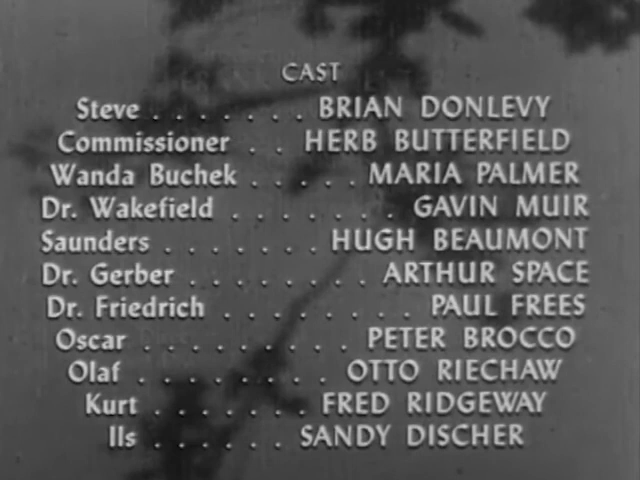 CAST
Steve . . . . . . . BRIAN DONLEVY
Commissioner . . HERB BUTTERFIELD
Wanda Buchek . . . . . MARIA PALMER
Dr. Wakefield . . . . . . . GAVIN MUIR
Saunders . . . . . . . HUGH BEAUMONT
Dr. Gerber . . . . . . . . ARTHUR SPACE
Dr. Friedrich . . . . . . . . PAUL FREES
Oscar . . . . . . . . . PETER BROCCO
Olaf . . . . . . . . OTTO RIECHAW
Kurt . . . . . . . FRED RIDGEWAY
Ils . . . . . . SANDY DISCHER